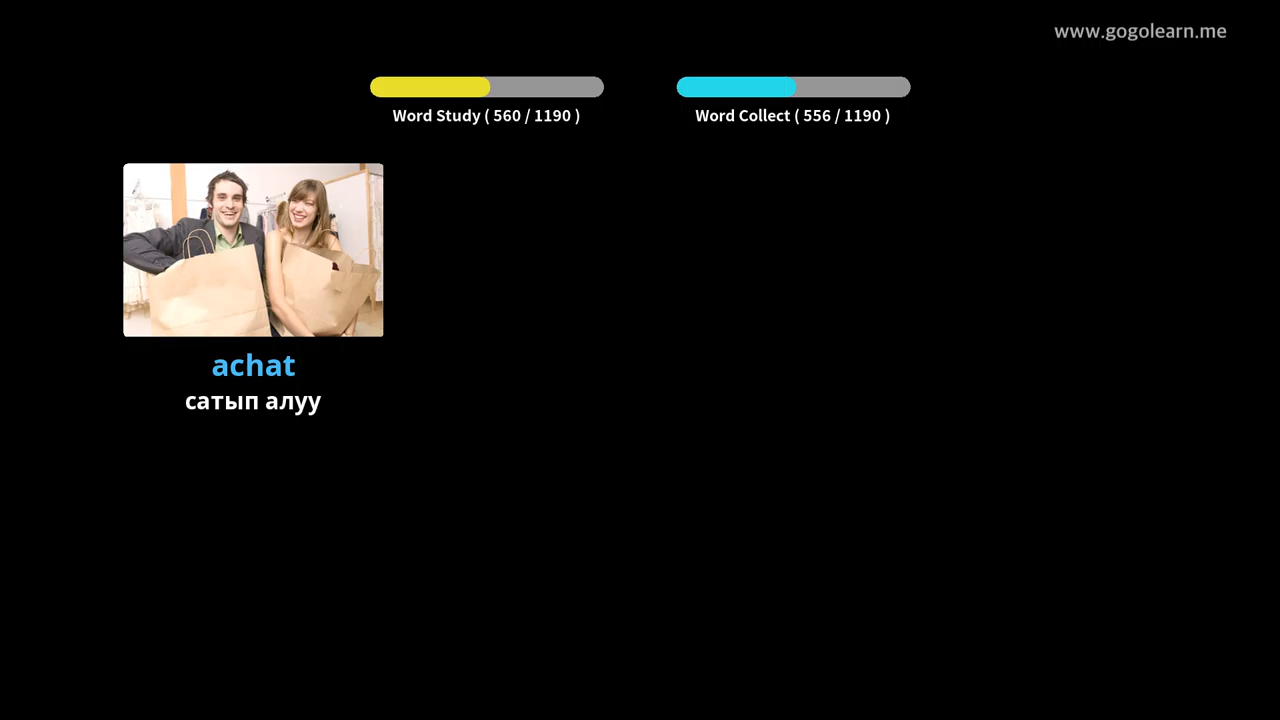 www.gogolearn.me
Word Study ( 560 / 1190 )
Word Collect ( 556 / 1190 )
achat
сатып алуу